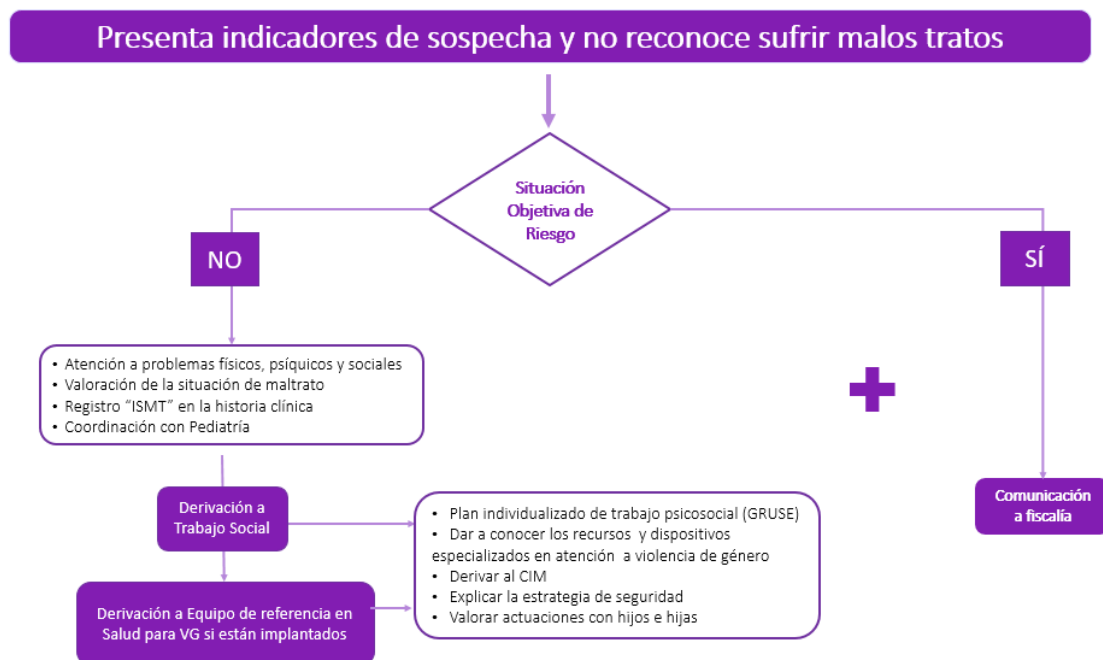 Presenta indicadores de sospecha y no reconoce sufrir malos tratos
Situación
Objetiva de
Riesgo
NO
SÍ
• Atención a problemas físicos, psíquicos y sociales
• Valoración de la situación de maltrato
• Registro “ISMT” en la historia clínica
• Coordinación con Pediatría
Derivación a
Trabajo Social
• Plan individualizado de trabajo psicosocial (GRUSE)
• Dar a conocer los recursos y dispositivos
especializados en atención a violencia de género
• Derivar al CIM
• Explicar la estrategia de seguridad
• Valorar actuaciones con hijos e hijas
Comunicación
a fiscalía
Derivación a Equipo de referencia en
Salud para VG si están implantados